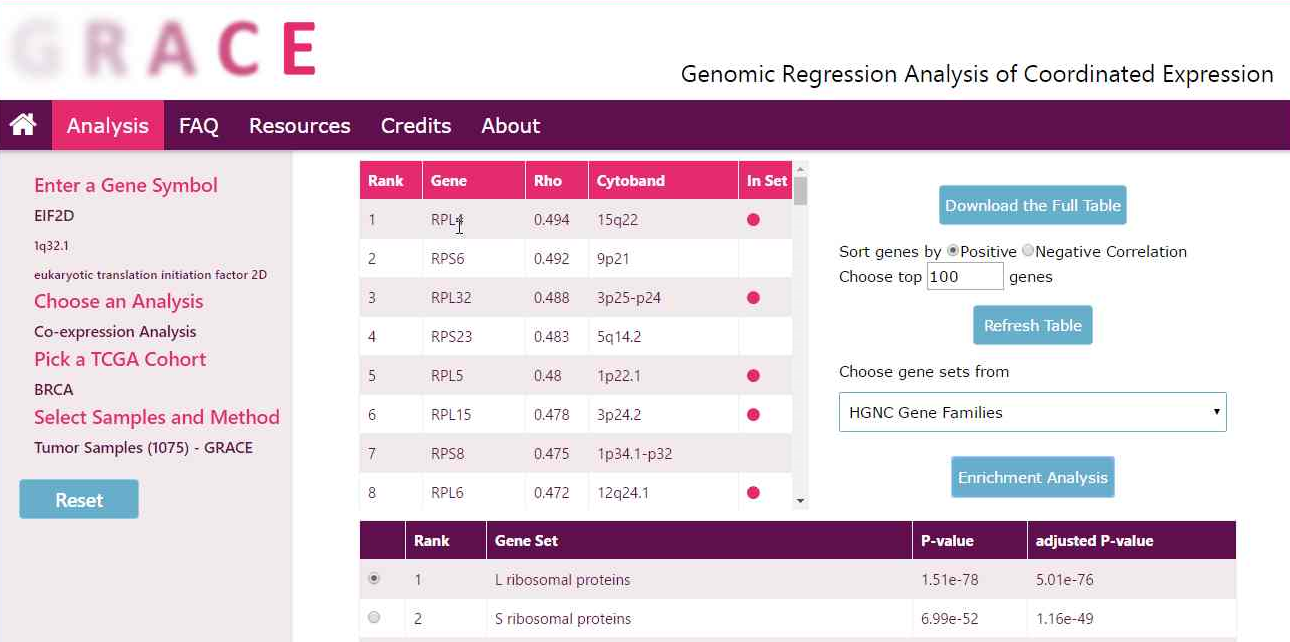 GRACE
Genomic Regression Analysis of Coordinated Expression
Analysis FAQ Resources Credits About
Enter a Gene Symbol
EIF2D
1q32.1
eukaryotic translation initiation factor 2D
Choose an Analysis
Co-expression Analysis
Pick a TCGA Cohort
BRCA
Select Samples and Method
Tumor Samples (1075) - GRACE
Reset
Rank Gene Rho Cytoband In Set
1 RPL4 0.494 15q22
2 RPS6 0.492 9p21
3 RPL32 0.488 3p25-p24
4 RPS23 0.483 5q14.2
5 RPL5 0.48 1p22.1
6 RPL15 0.478 3p24.2
7 RPS8 0.475 1p34.1-p32
8 RPL6 0.472 12q24.1
Download the Full Table
Sort genes by Positive Negative Correlation
Choose top 100 genes
Refresh Table
Choose gene sets from
HGNC Gene Families
Enrichment Analysis
Rank Gene Set P-value adjusted P-value
1 L ribosomal proteins 1.51e-78 5.01e-76
2 S ribosomal proteins 6.99e-52 1.16e-49